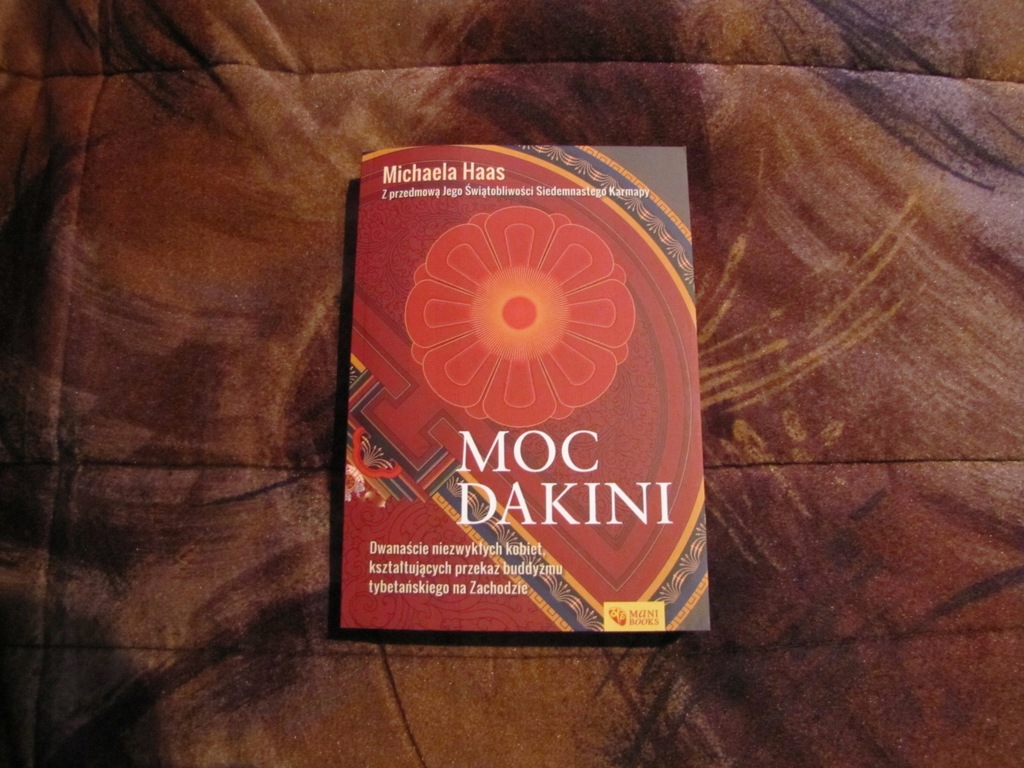 Michaela Haas
Z przedmową Jego Świątobliwości Siedemnastego Karmapy
MOC
DAKINI
Dwanaście niezwykłych kobiet,
kształtujących przekaz buddyzmu
tybetańskiego na Zachodzie
MANI
BOOKS